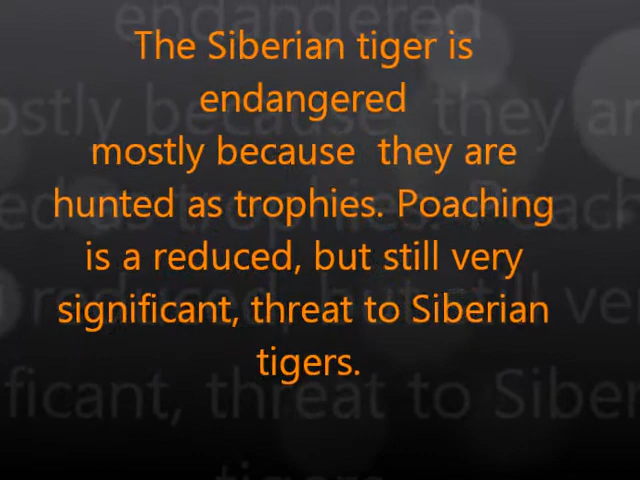 The Siberian tiger is
endangered
mostly because  they are
hunted as trophies. Poaching
is a reduced, but still very
significant, threat to Siberian
tigers.